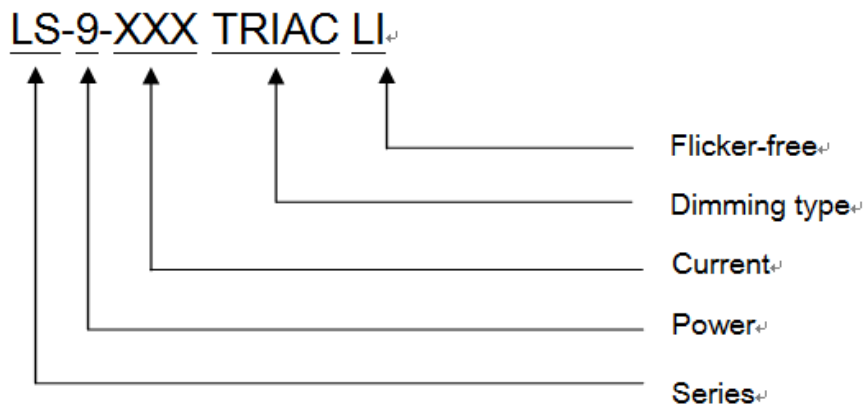 LS-9-XXX TRIAC LI
Flicker-free
Dimming type
Current
Power
Series